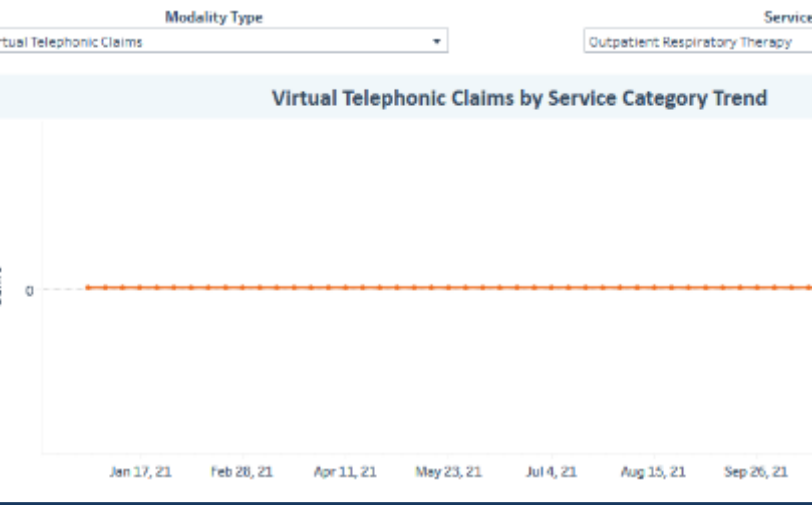 Modality Type
Service
rtual Telephonic Claims
Outpatient Respiratory Therapy
Virtual Telephonic Claims by Service Category Trend
0
Jan 17, 21
Feb 28, 21
Apr 11, 21
May 23, 21
Jul 4, 21
Aug 15, 21
Sep 26, 21